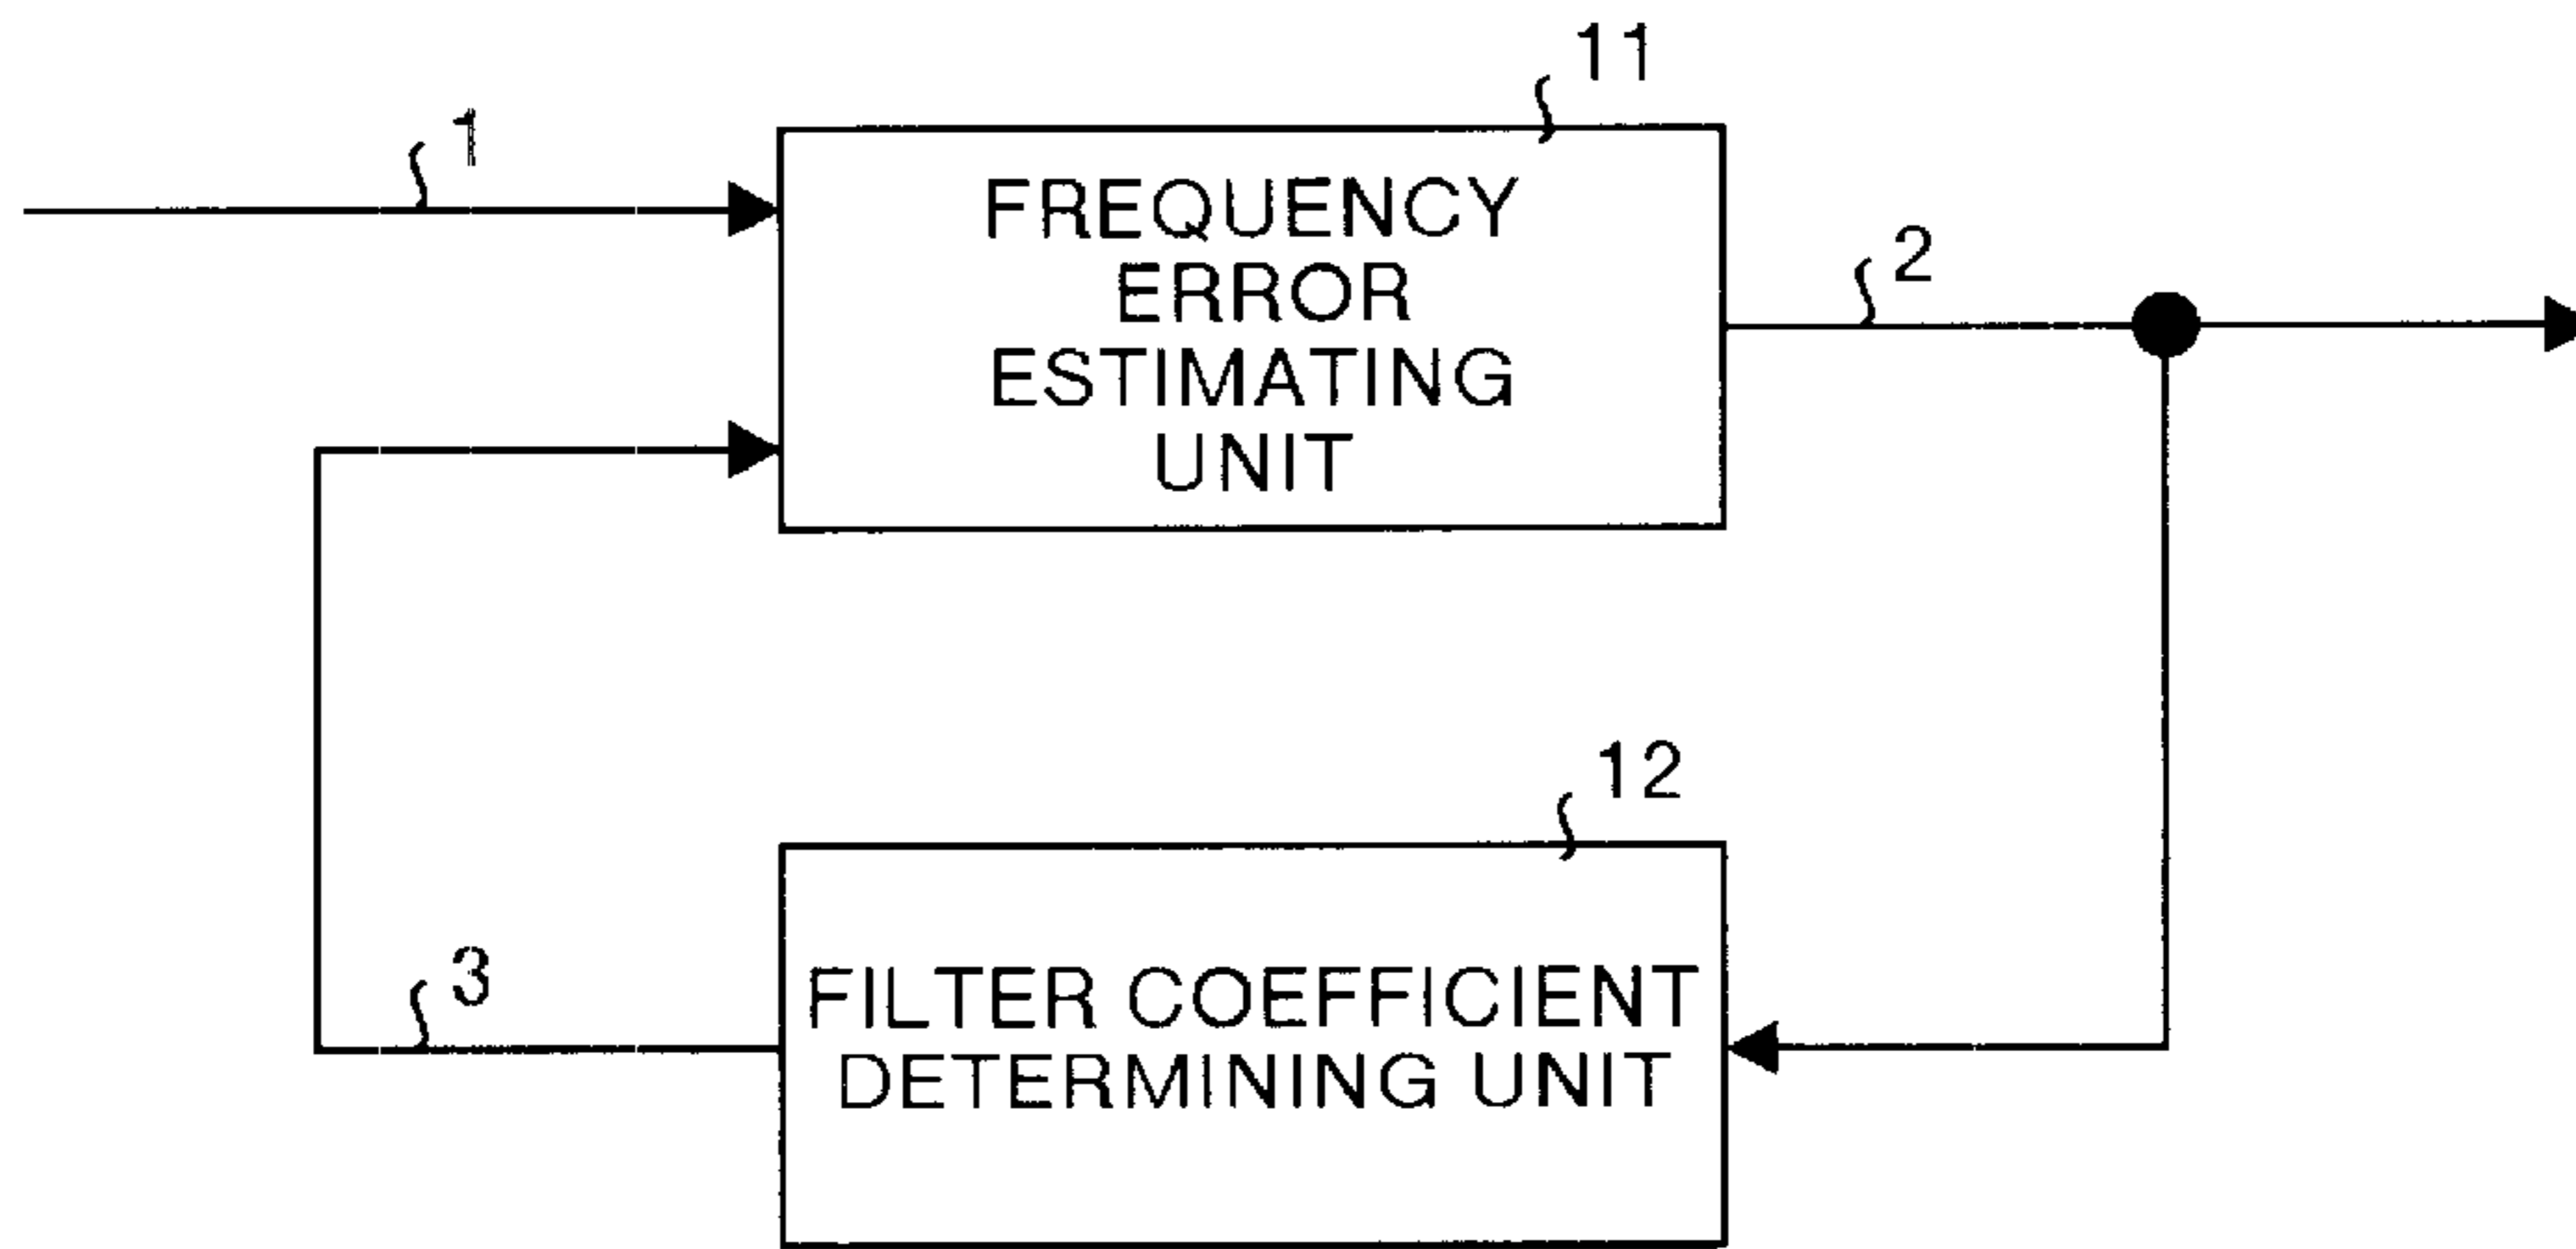 11
1
FREQUENCY
ERROR
ESTIMATING
UNIT
2
12
FILTER COEFFICIENT
DETERMINING UNIT
3